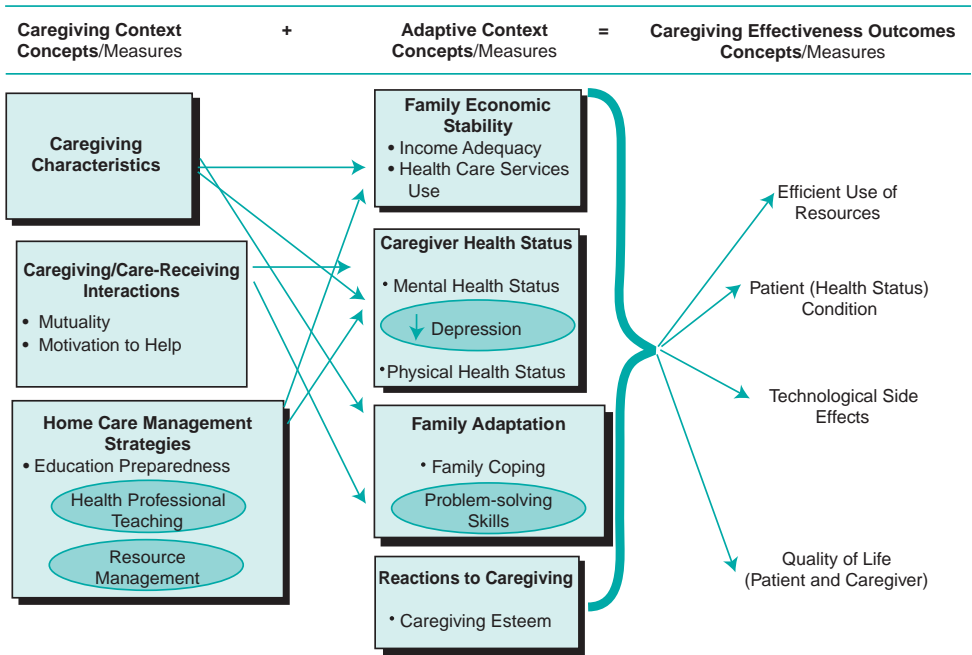 Caregiving Context
Concepts/Measures
+
Adaptive Context
Concepts/Measures
=
Caregiving Effectiveness Outcomes
Concepts/Measures
Caregiving
Characteristics
Caregiving/Care-Receiving
Interactions
• Mutuality
• Motivation to Help
Home Care Management
Strategies
• Education Preparedness
Health Professional
Teaching
Resource
Management
Family Economic
Stability
• Income Adequacy
• Health Care Services
Use
Caregiver Health Status
• Mental Health Status
Depression
• Physical Health Status
Family Adaptation
• Family Coping
Problem-solving
Skills
Reactions to Caregiving
• Caregiving Esteem
Efficient Use of
Resources
Patient (Health Status)
Condition
Technological Side
Effects
Quality of Life
(Patient and Caregiver)